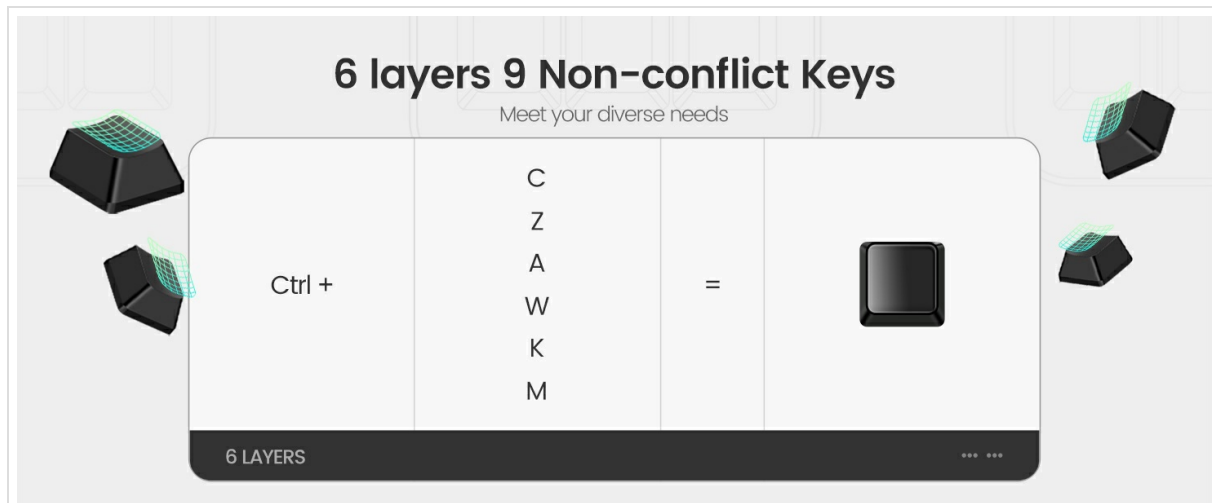 6 layers 9 Non-conflict Keys
Meet your diverse needs
C
Z
A
Ctrl +
=
W
K
M
6 LAYERS
••• •••